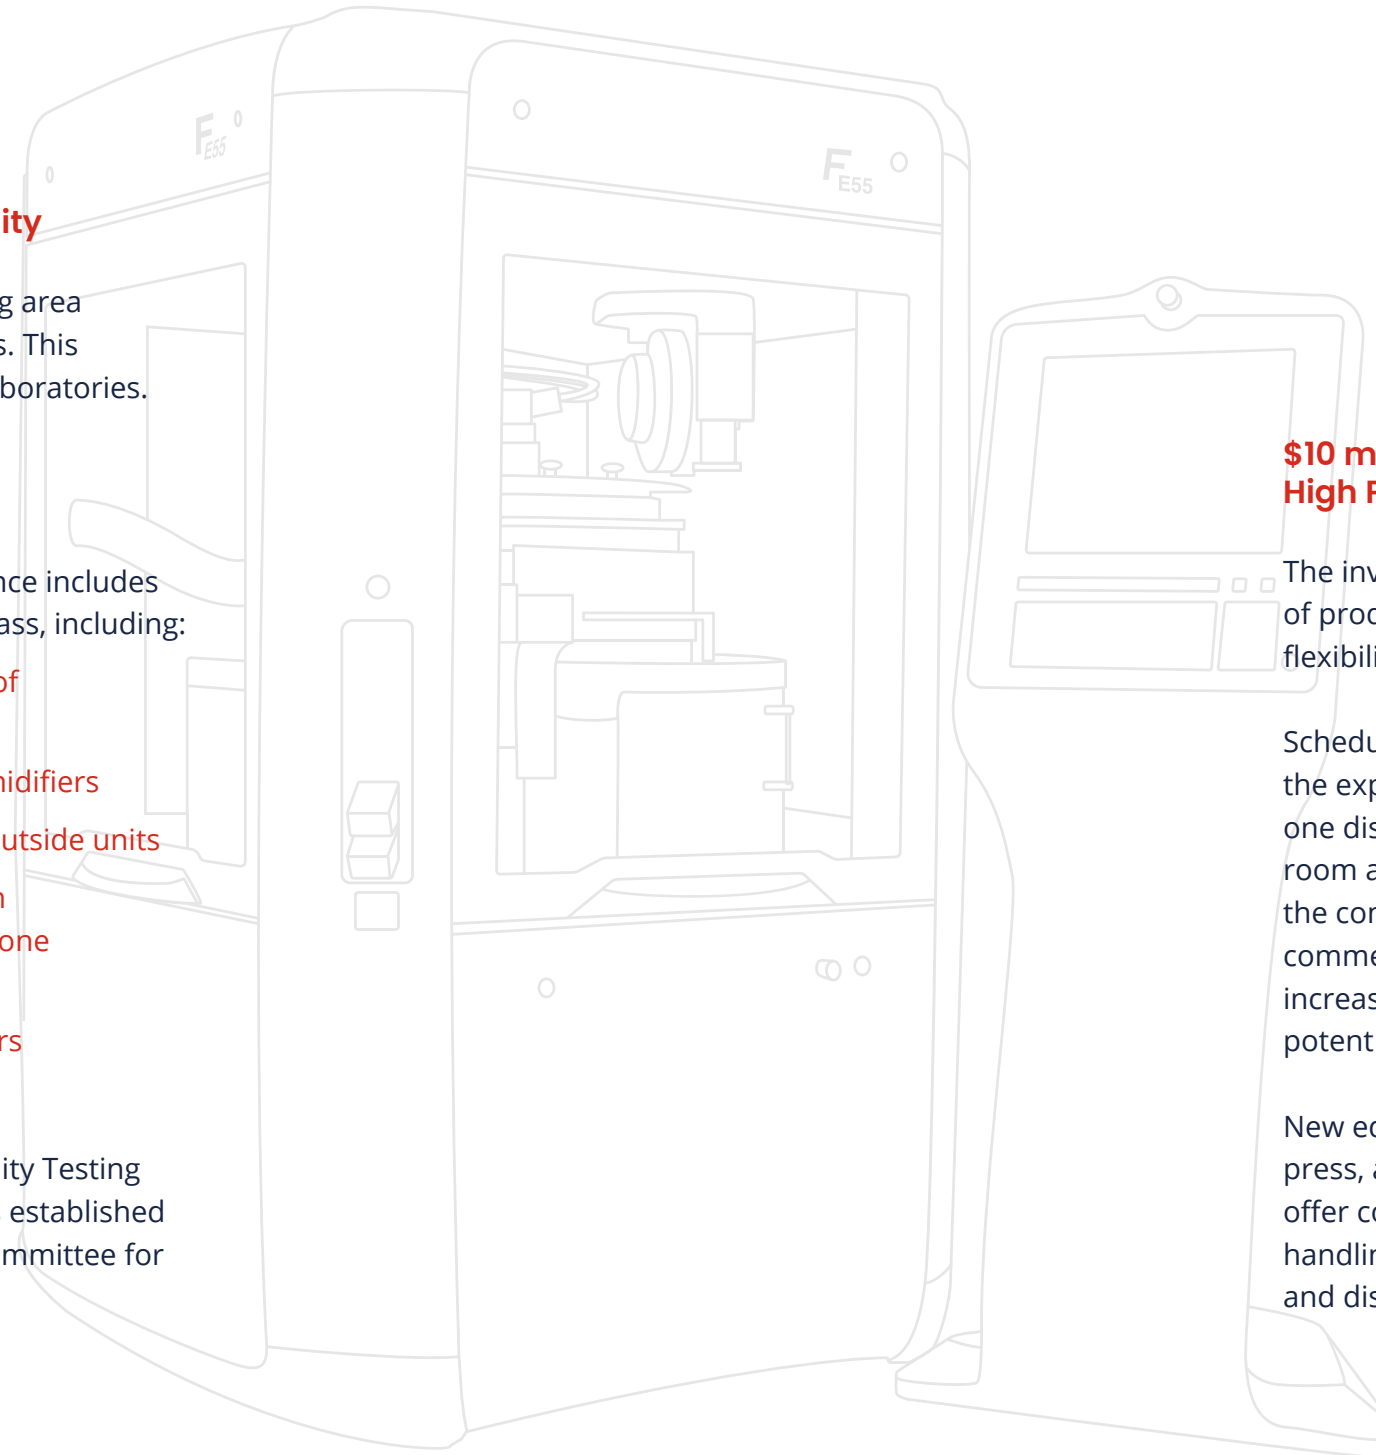 F
E55
F
E55
ity
g area
s. This
boratories.
nce includes
ass, including:
of
nidifiers
utside units
n
one
rs
ity Testing
established
mmittee for
$10 m
High F
The inv
of proc
flexibili
Schedu
the exp
one dis
room a
the con
comme
increas
potent
New ec
press, a
offer co
handlin
and dis